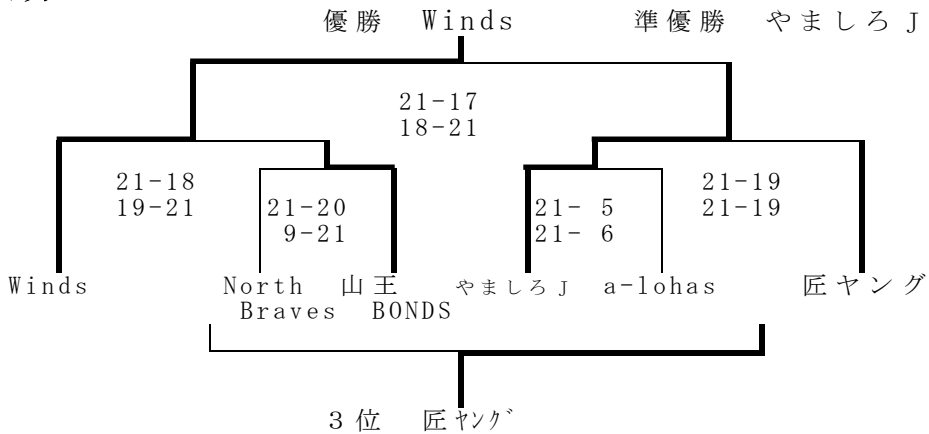 優勝 Winds 準優勝 やましろJ
21-17
18-21
21-18 21-19
19-21 21-20 21- 5 21-19
9-21 21- 6
Winds North 山王 やましろJ a-lohas 匠ヤング
Braves BONDS
3位 匠ヤング